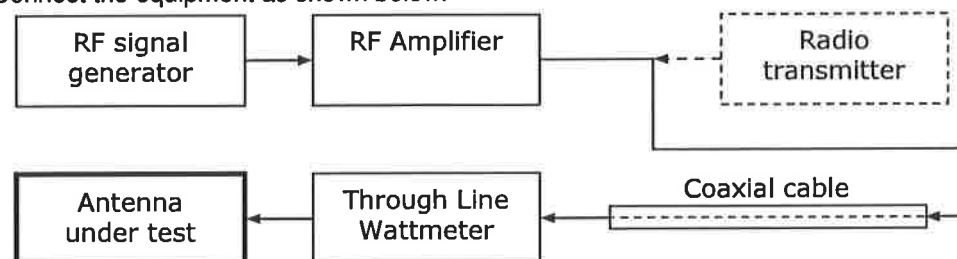 Connect the equipment as shown below.
RF signal
generator
RF Amplifier
Radio
transmitter
Antenna
under test
Through Line
Wattmeter
Coaxial cable